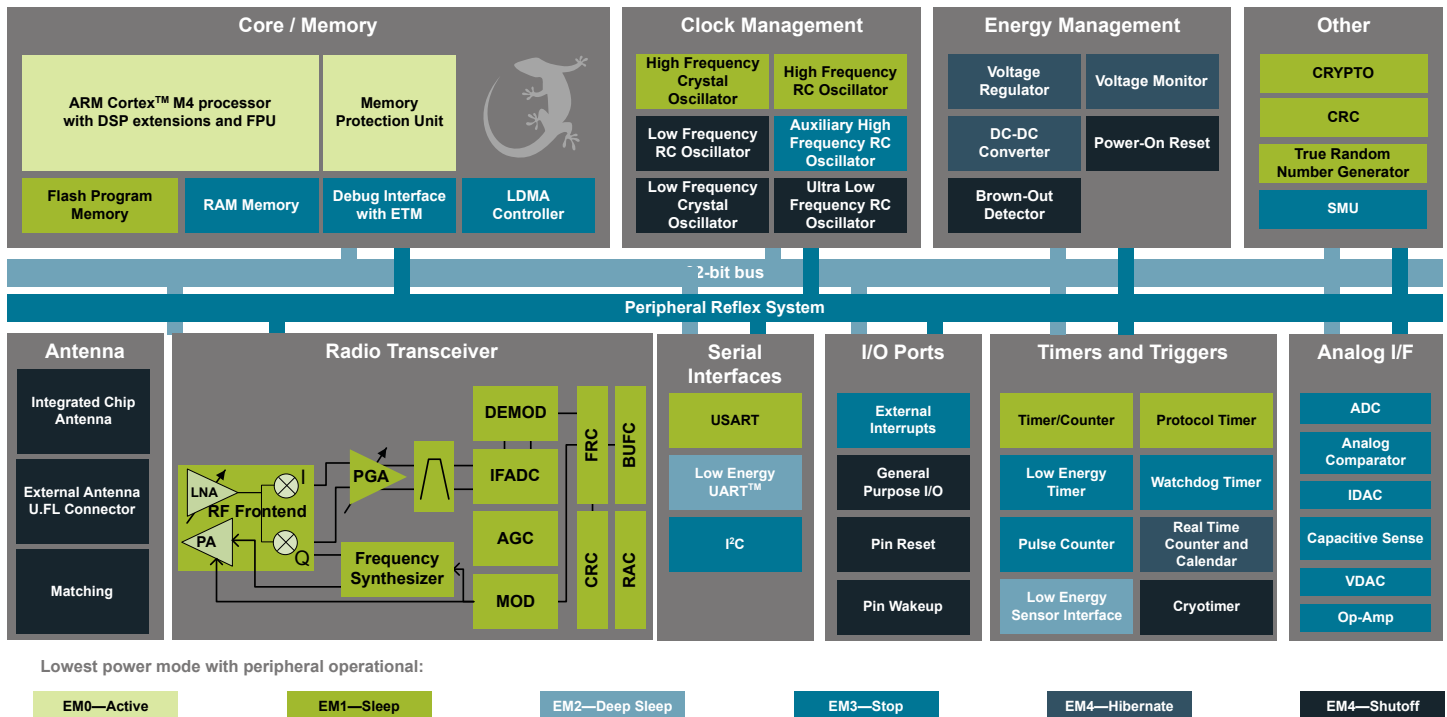 Core / Memory
ARM Cortex™ M4 processor
with DSP extensions and FPU
Memory
Protection Unit
Flash Program
Memory
RAM Memory
Debug Interface
with ETM
LDMA
Controller
Clock Management
High Frequency
Crystal
Oscillator
High Frequency
RC Oscillator
Low Frequency
RC Oscillator
Auxiliary High
Frequency RC
Oscillator
Low Frequency
Crystal
Oscillator
Ultra Low
Frequency RC
Oscillator
Energy Management
Voltage
Regulator
Voltage Monitor
DC-DC
Converter
Power-On Reset
Brown-Out
Detector
Other
CRYPTO
CRC
True Random
Number Generator
SMU
2-bit bus
Peripheral Reflex System
Antenna
Integrated Chip
Antenna
External Antenna
U.FL Connector
Matching
Radio Transceiver
LNA
I
RF Frontend
PA
Q
PGA
Frequency
Synthesizer
DEMOD
IFADC
AGC
MOD
FRC
BUFC
CRC
RAC
Serial
Interfaces
USART
Low Energy
UART™
I²C
I/O Ports
External
Interrupts
General
Purpose I/O
Pin Reset
Pin Wakeup
Timers and Triggers
Timer/Counter
Protocol Timer
Low Energy
Timer
Watchdog Timer
Pulse Counter
Real Time
Counter and
Calendar
Low Energy
Sensor Interface
Cryotimer
Analog I/F
ADC
Analog
Comparator
IDAC
Capacitive Sense
VDAC
Op-Amp
Lowest power mode with peripheral operational:
EM0—Active
EM1—Sleep
EM2—Deep Sleep
EM3—Stop
EM4—Hibernate
EM4—Shutoff